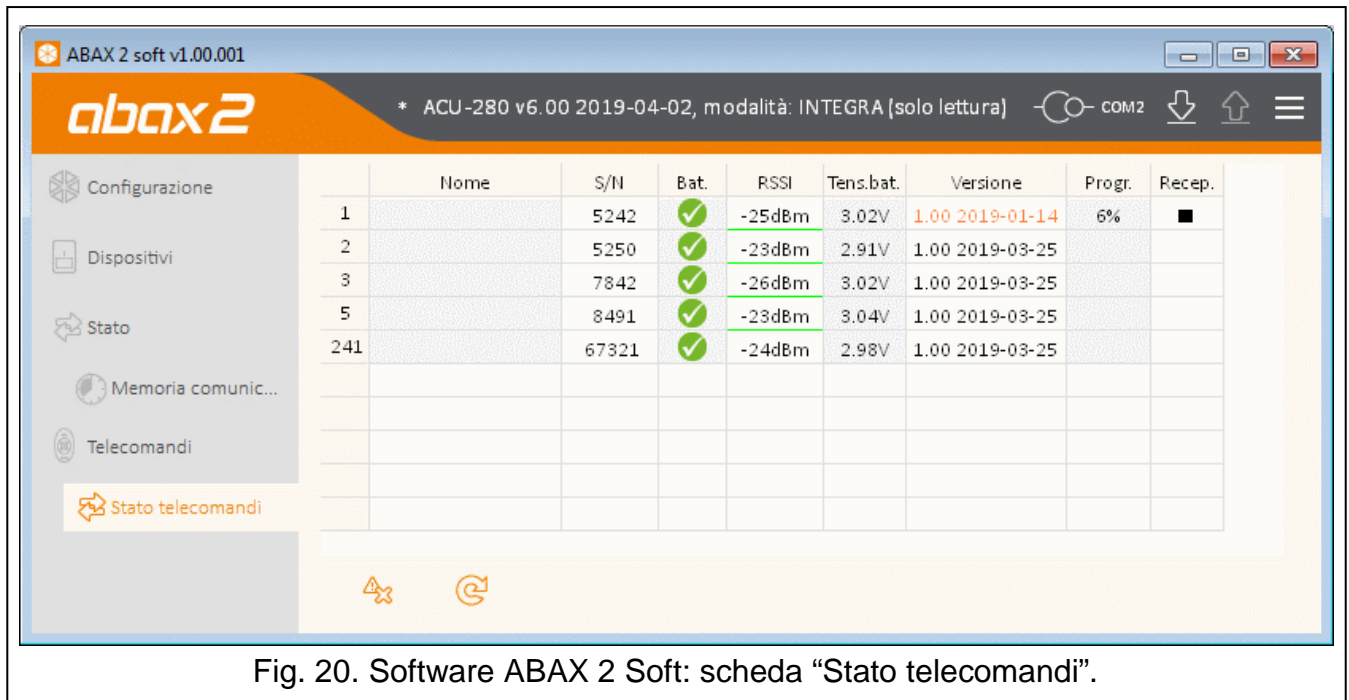 ABAX 2 soft v1.00.001
abax 2
* ACU-280 v6.00 2019-04-02, modalità: INTEGRA (solo lettura) COM2
Configurazione
Dispositivi
Stato
Memoria comunic...
Telecomandi
Stato telecomandi
Nome S/N Bat. RSSI Tens.bat. Versione Progr. Recep.
1 5242 -25dBm 3.02V 1.00 2019-01-14 6%
2 5250 -23dBm 2.91V 1.00 2019-03-25
3 7842 -26dBm 3.02V 1.00 2019-03-25
5 8491 -23dBm 3.04V 1.00 2019-03-25
241 67321 -24dBm 2.98V 1.00 2019-03-25
Fig. 20. Software ABAX 2 Soft: scheda “Stato telecomandi”.